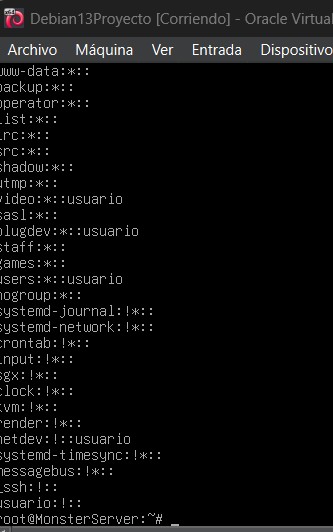 Debian13Proyecto [Corriendo] - Oracle Virtual
Archivo Máquina Ver Entrada Dispositivo
www-data:*::
backup:*::
operator:*::
list:*::
irc:*::
src:*::
shadow:*::
utmp:*::
video:*::usuario
sasl:*::
plugdev:*::usuario
staff:*::
games:*::
users:*::usuario
nogroup:*::
systemd-journal:!*::
systemd-network:!*::
crontab:!*::
input:!*::
sgx:!*::
clock:!*::
kvm:!*::
render:!*::
netdev:!::usuario
systemd-timesync:!*::
messagebus:!*::
_ssh:!::
usuario:!::
root@MonsterServer:~# _